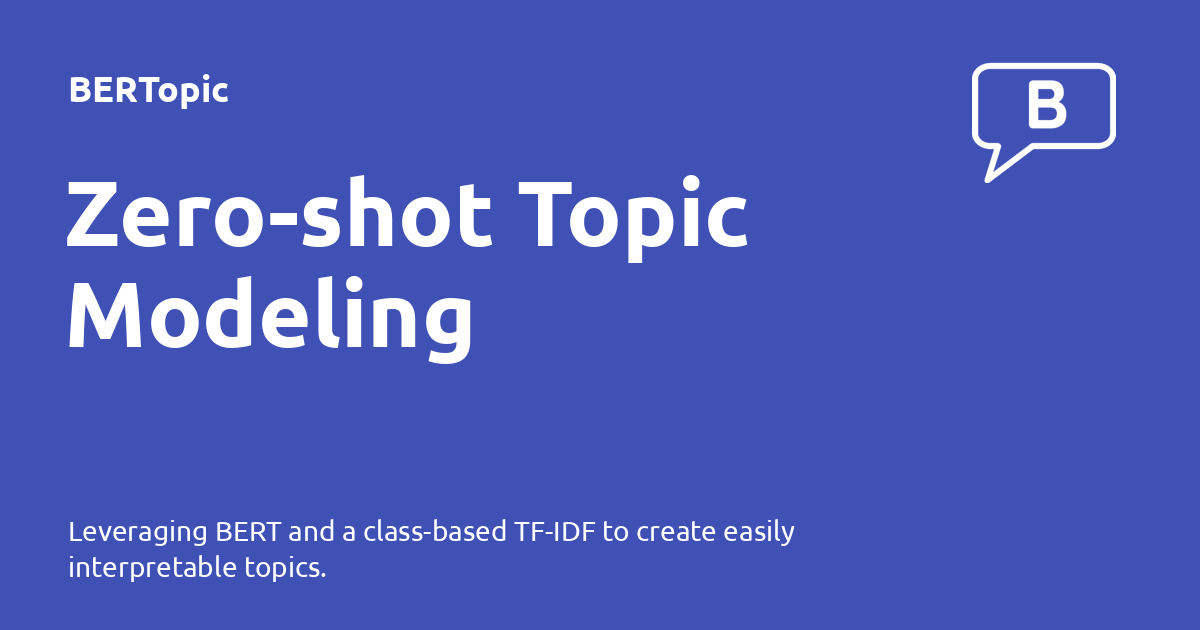 BERTopic
B
Zero-shot Topic
Modeling
Leveraging BERT and a class-based TF-IDF to create easily
interpretable topics.